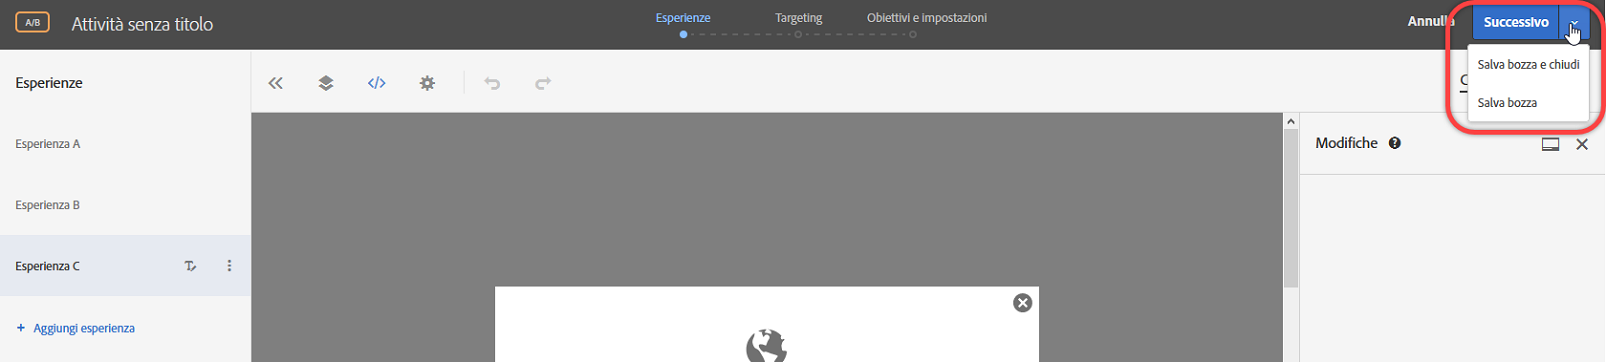 A/B
Attività senza titolo
Esperienze
Targeting
Obiettivi e impostazioni
Annulla
Successivo
Salva bozza e chiudi
Salva bozza
Esperienze
Esperienza A
Esperienza B
Esperienza C
+ Aggiungi esperienza
Modifiche